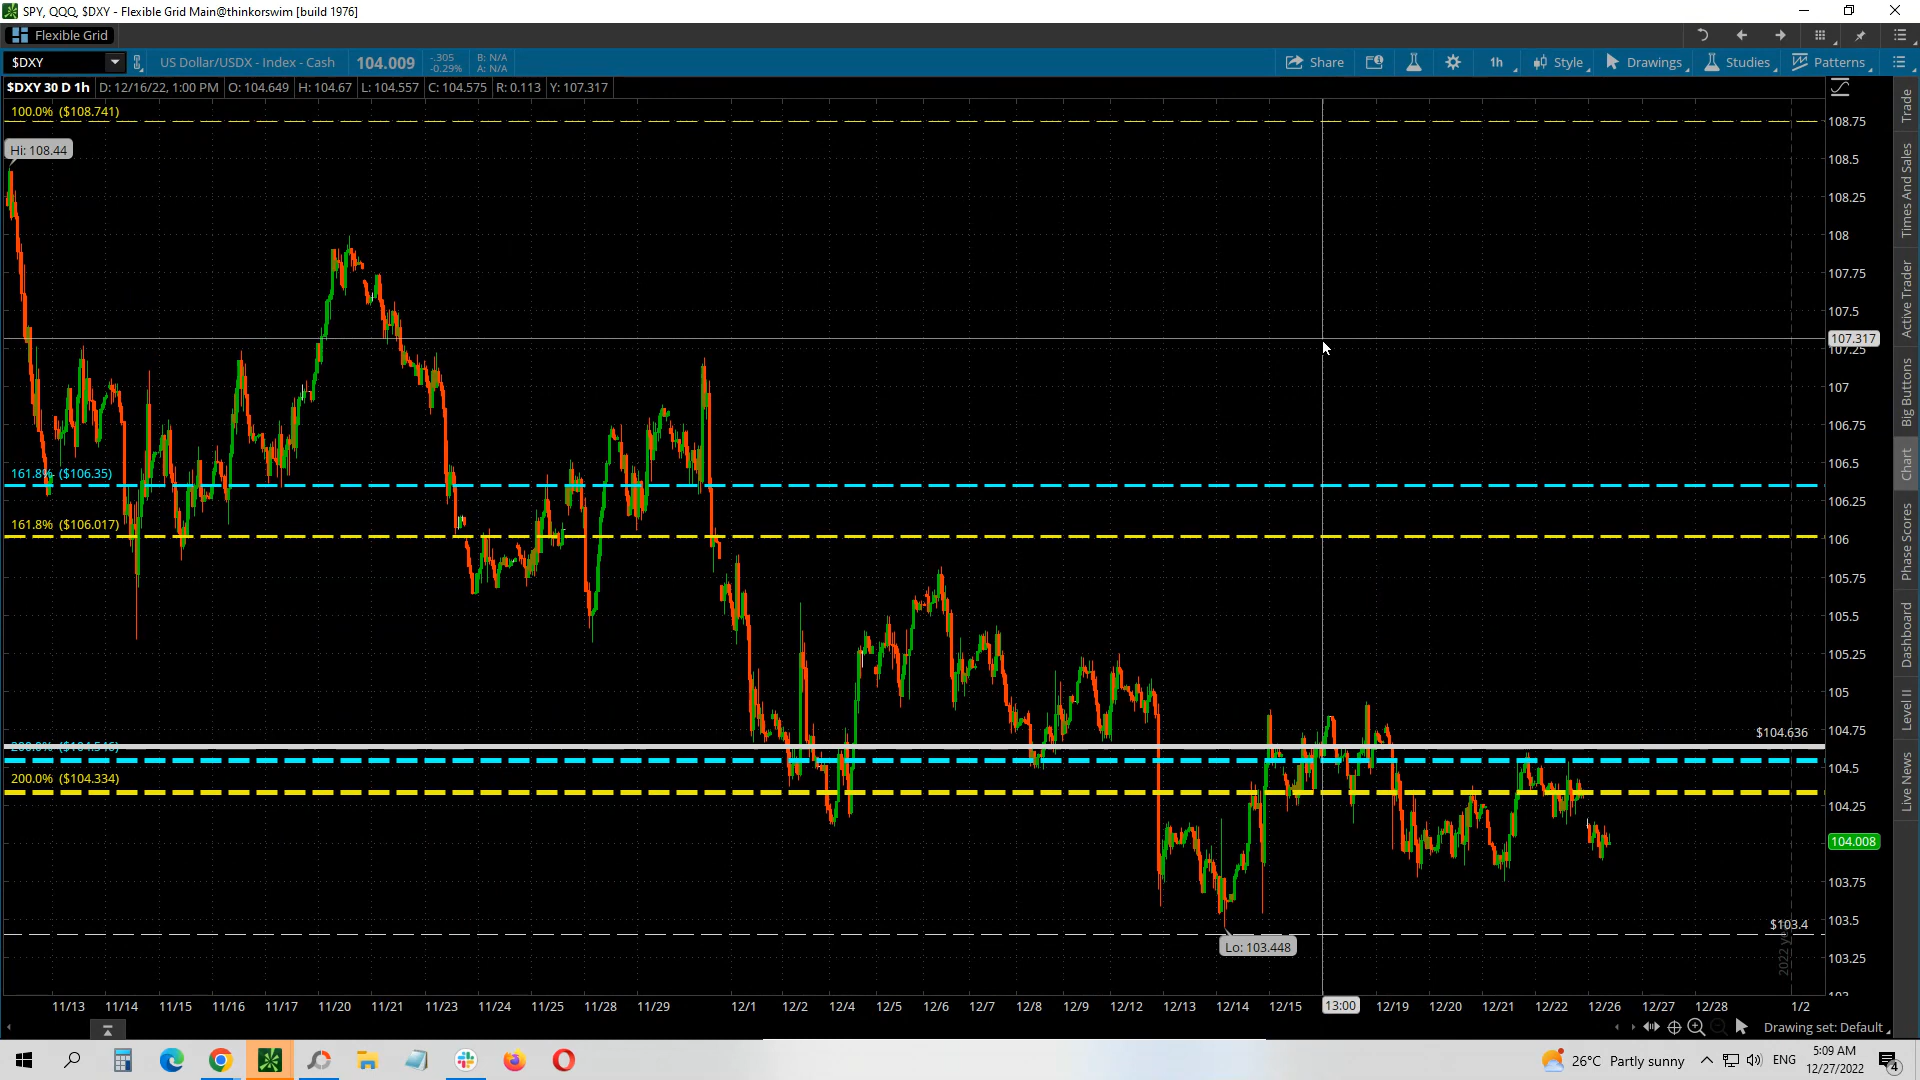 SPY, QQQ, $DXY - Flexible Grid Main@thinkorswim [build 1976]
Flexible Grid
$DXY
US Dollar/USDX - Index - Cash
104.009
-.305
-0.29%
B: N/A
A: N/A
Share
1h
Style
Drawings
Studies
Patterns
$DXY 30 D 1h
D: 12/16/22, 1:00 PM
O: 104.649
H: 104.67
L: 104.557
C: 104.575
R: 0.113
Y: 107.317
100.0% ($108.741)
Hi: 108.44
161.8% ($106.35)
161.8% ($106.017)
200.0% ($104.546)
200.0% ($104.334)
$104.636
$103.4
Lo: 103.448
108.75
108.5
108.25
108
107.75
107.5
107.317
107.25
107
106.75
106.5
106.25
106
105.75
105.5
105.25
105
104.75
104.5
104.25
104.008
103.75
103.5
103.25
103
11/13
11/14
11/15
11/16
11/17
11/20
11/21
11/23
11/24
11/25
11/28
11/29
12/1
12/2
12/4
12/5
12/6
12/7
12/8
12/9
12/12
12/13
12/14
12/15
13:00
12/19
12/20
12/21
12/22
12/26
12/27
12/28
1/2
Trade
Times And Sales
Active Trader
Big Buttons
Chart
Phase Scores
Dashboard
Level II
Live News
Drawing set: Default
26°C Partly sunny
ENG
5:09 AM
12/27/2022
4